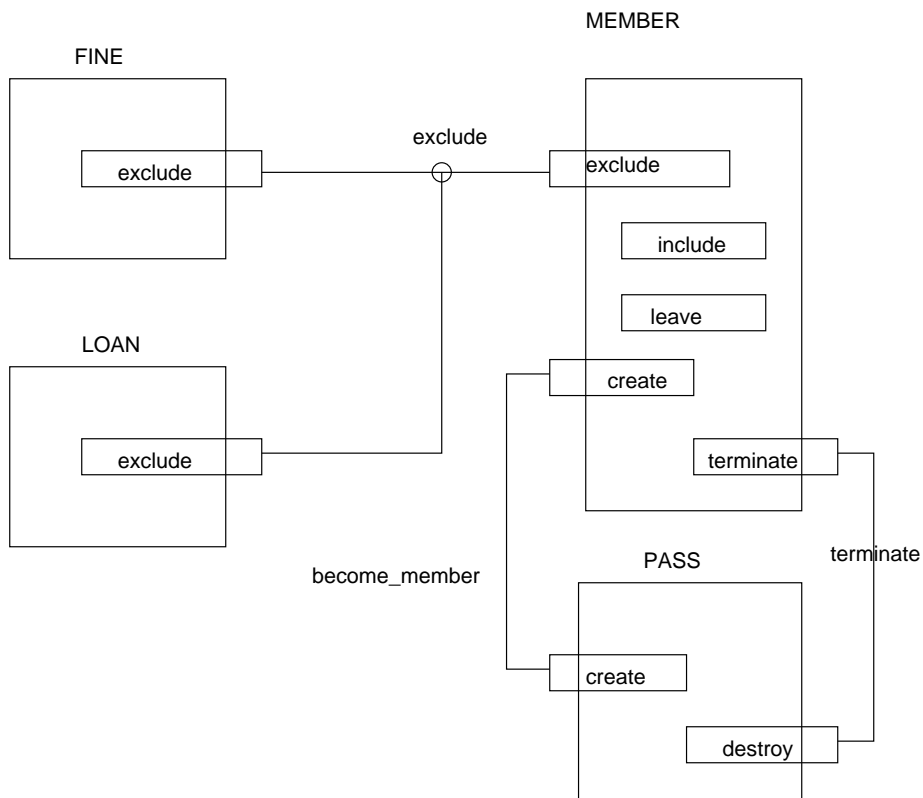 MEMBER
FINE
exclude
exclude
exclude
include
leave
LOAN
create
exclude
terminate
become_member
PASS
terminate
create
destroy